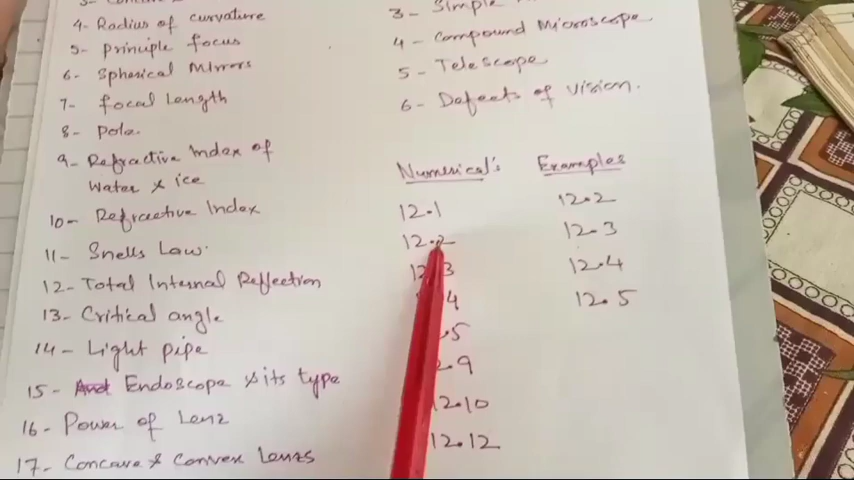 4- Radius of curvature
5- principle focus
6- Spherical Mirrors
7- focal Length
8- Pole.
9- Refractive Index of
Water & ice
10- Refractive Index
11- Snells Law.
12- Total Internal Reflection
13- Critical angle
14- Light pipe
15- And Endoscope & its type
16- Power of Lenz
17- Concave & Convex Lenzs
3- Simple
4- Compound Microscope
5- Telescope
6- Defects of vision.
Numerical's
12.1
12.2
3
4
.5
.9
12.10
12.12
Examples
12.2
12.3
12.4
12.5